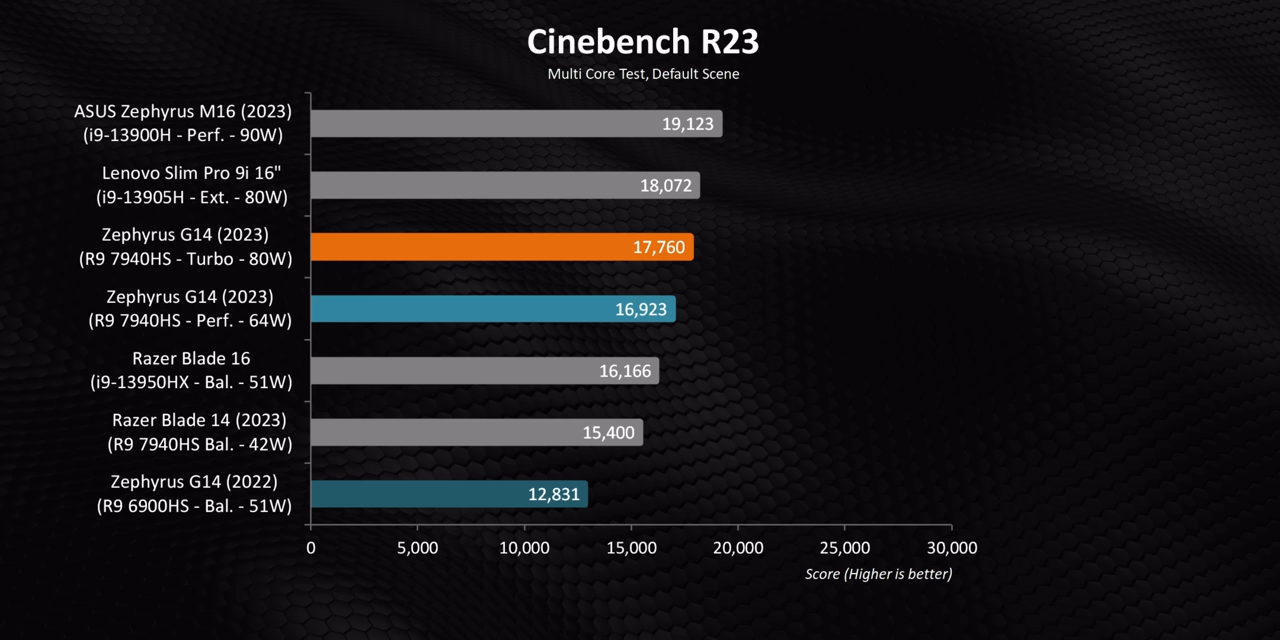 Cinebench R23
Multi Core Test, Default Scene
ASUS Zephyrus M16 (2023)
(i9-13900H - Perf. - 90W)
19,123
Lenovo Slim Pro 9i 16"
(i9-13905H - Ext. - 80W)
18,072
Zephyrus G14 (2023)
(R9 7940HS - Turbo - 80W)
17,760
Zephyrus G14 (2023)
(R9 7940HS - Perf. - 64W)
16,923
Razer Blade 16
(i9-13950HX - Bal. - 51W)
16,166
Razer Blade 14 (2023)
(R9 7940HS Bal. - 42W)
15,400
Zephyrus G14 (2022)
(R9 6900HS - Bal. - 51W)
12,831
0 5,000 10,000 15,000 20,000 25,000 30,000
Score (Higher is better)